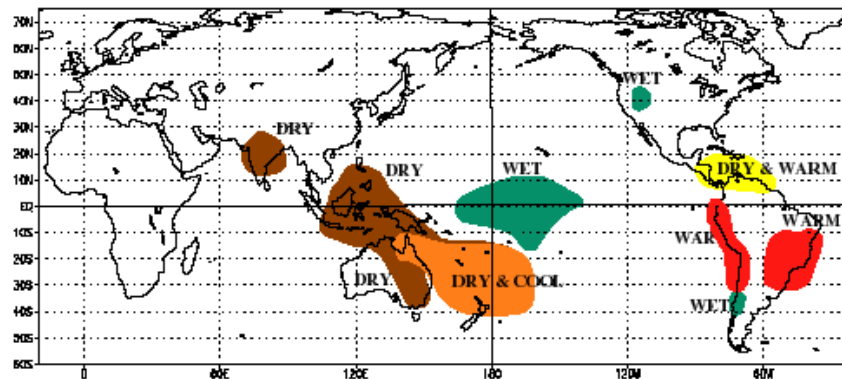 70N
60N
50N
40N
30N
20N
10N
EQ
10S
20S
30S
40S
50S
60S
WET
DRY
DRY
WET
DRY & WARM
WARM
WAR
DRY
DRY & COOL
WET
0
60E
120E
180
120W
60W